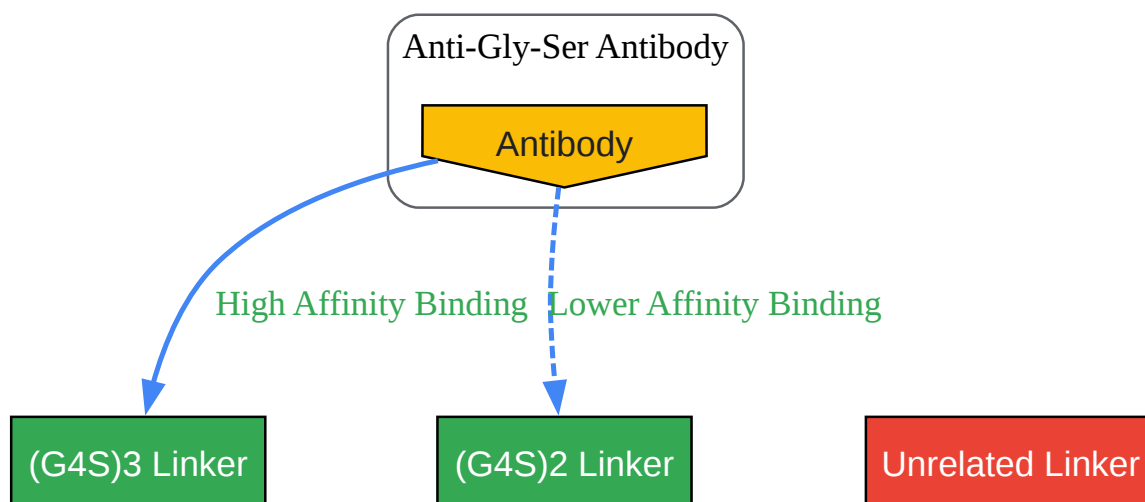 Anti-Gly-Ser Antibody
Antibody
High Affinity Binding
Lower Affinity Binding
(G4S)3 Linker
(G4S)2 Linker
Unrelated Linker